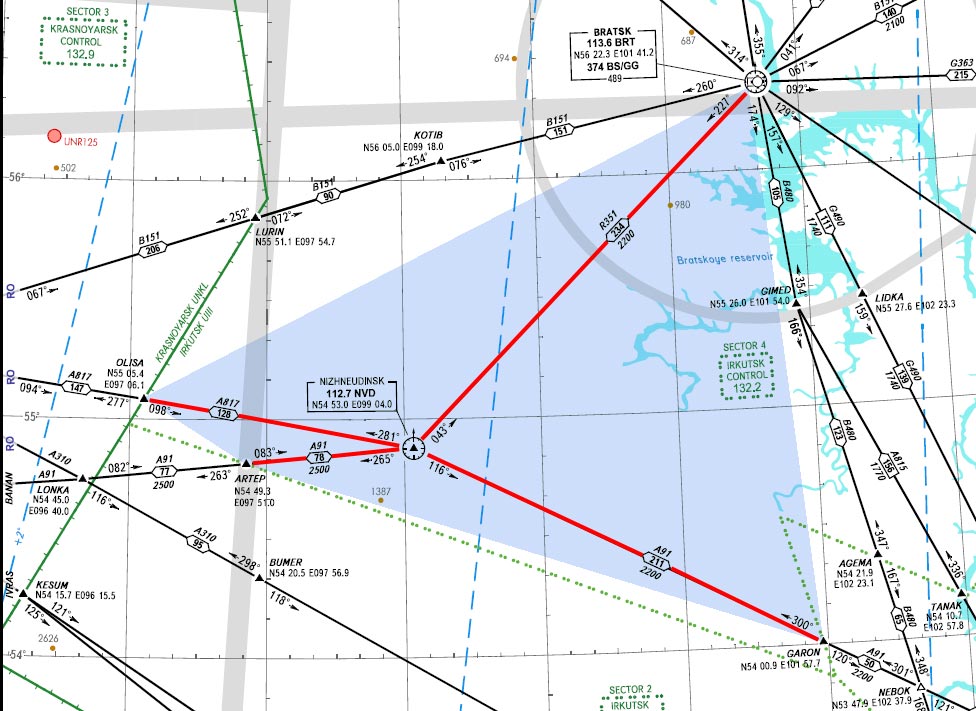 SECTOR 3
KRASNOYARSK
CONTROL
132.9
UNR125
502
694
687
BRATSK
113.6 BRT
N56 22.3 E101 41.2
374 BS/GG
489
314°
355°
041°
067°
092°
129°
157°
174°
227°
260°
B151
140
2100
G363
215
KOTIB
N56 05.0 E099 18.0
B151
151
254°
076°
56°
B151
90
252°
072°
LURIN
N55 51.1 E097 54.7
B151
206
067°
RO
KRASNOYARSK UNKL
IRKUTSK UIII
R351
234
2200
980
B480
105
G490
111
1740
Bratskoye reservoir
GIMED
N55 26.0 E101 54.0
354°
166°
LIDKA
N55 27.6 E102 23.3
159°
SECTOR 4
IRKUTSK
CONTROL
132.2
G490
139
1740
OLISA
N55 05.4
E097 06.1
RO
094°
A817
147
277°
098°
A817
128
NIZHNEUDINSK
112.7 NVD
N54 53.0 E099 04.0
281°
043°
265°
116°
55°
RO
A310
A91
BANAN
LONKA
N54 45.0
E096 40.0
082°
A91
77
2500
263°
083°
A91
78
2500
ARTEP
N54 49.3
E097 51.0
116°
1387
B480
123
A815
156
1770
A310
95
298°
BUMER
N54 20.5 E097 56.9
118°
+2°
A91
211
2200
347°
AGEMA
N54 21.9
E102 23.1
167°
336°
TANAK
N54 10.7
E102 57.8
IVRAS
KESUM
N54 15.7 E096 15.5
125°
121°
2626
54°
300°
GARON
N54 00.9 E101 57.7
120°
A91
50
2200
301°
B480
65
348°
NEBOK
N53 47.9 E102 37.9
121°
168°
SECTOR 2
IRKUTSK